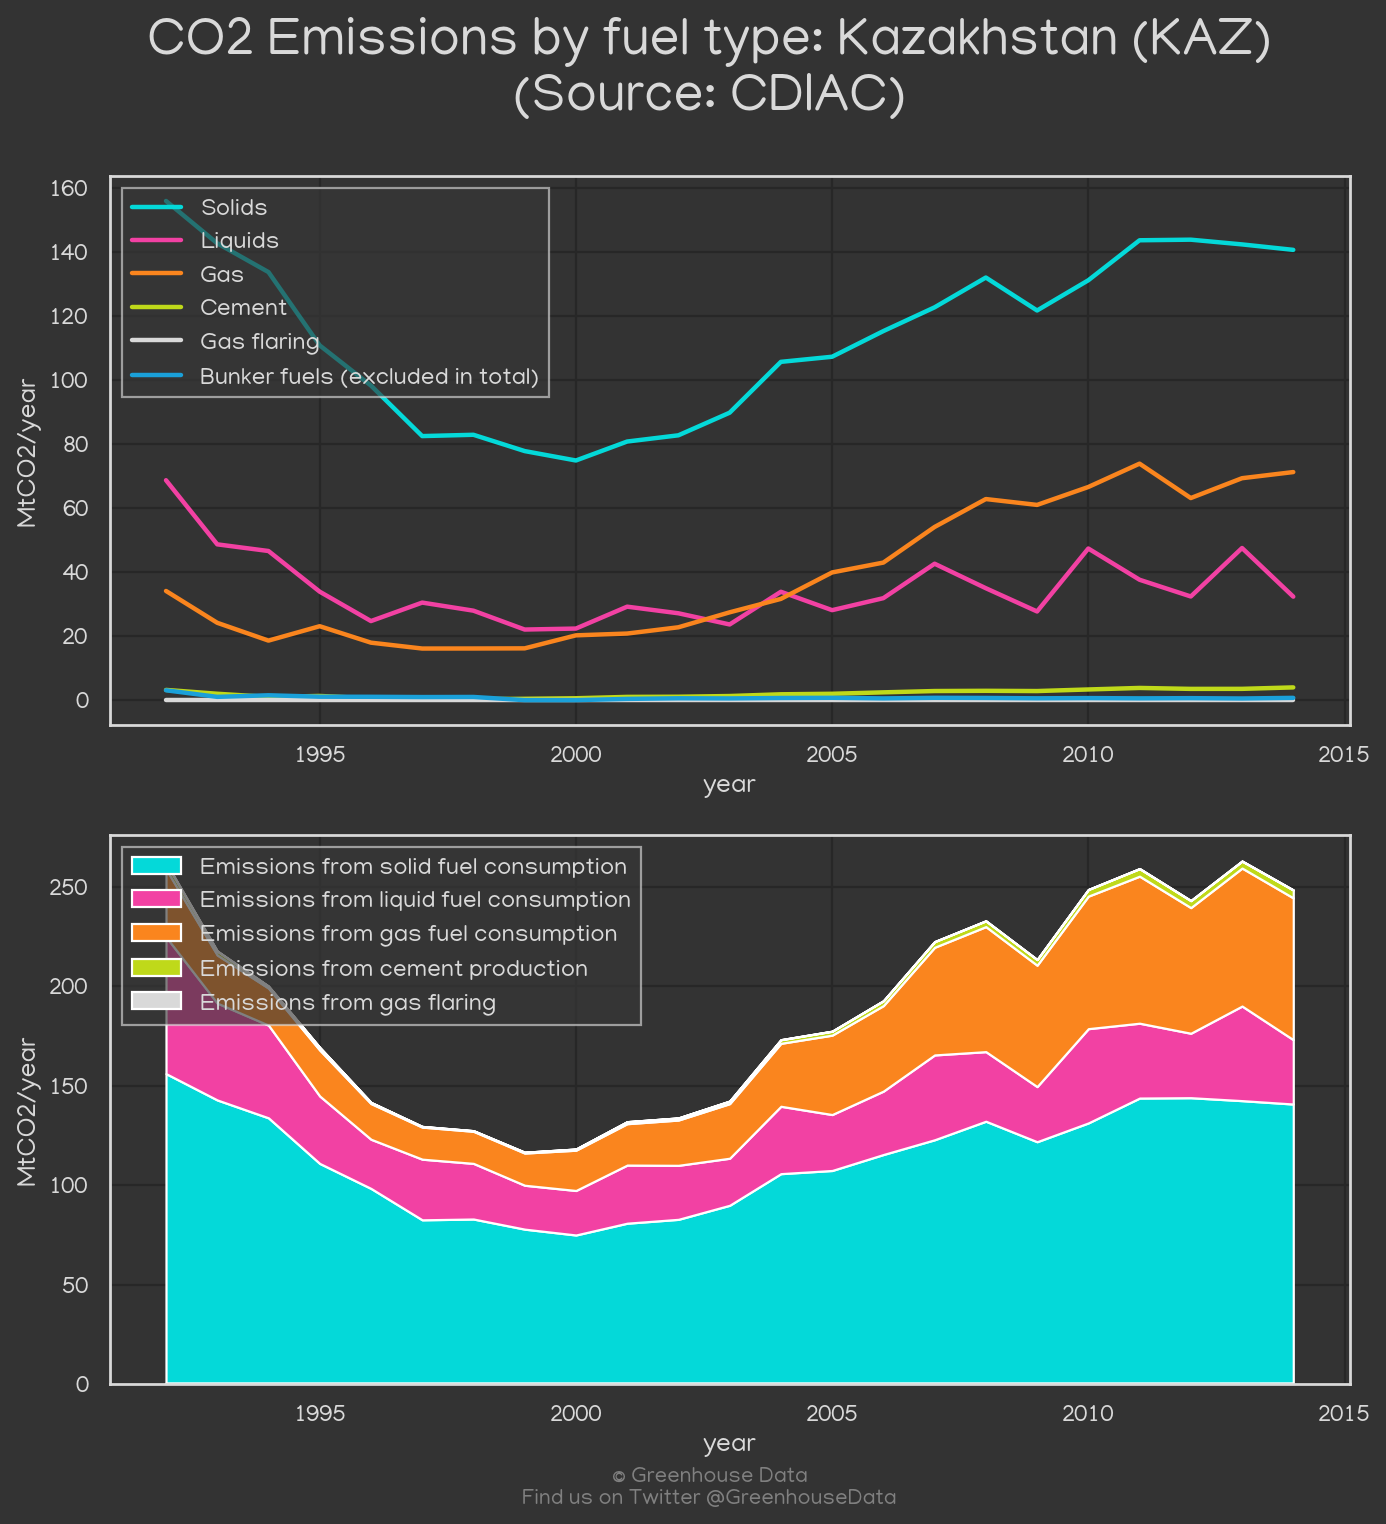 CO2 Emissions by fuel type: Kazakhstan (KAZ)
(Source: CDIAC)
160
140
120
100
80
60
40
20
0
MtCO2/year
Solids
Liquids
Gas
Cement
Gas flaring
Bunker fuels (excluded in total)
1995
2000
2005
2010
2015
year
250
200
150
100
50
0
MtCO2/year
Emissions from solid fuel consumption
Emissions from liquid fuel consumption
Emissions from gas fuel consumption
Emissions from cement production
Emissions from gas flaring
1995
2000
2005
2010
2015
year
© Greenhouse Data
Find us on Twitter @GreenhouseData